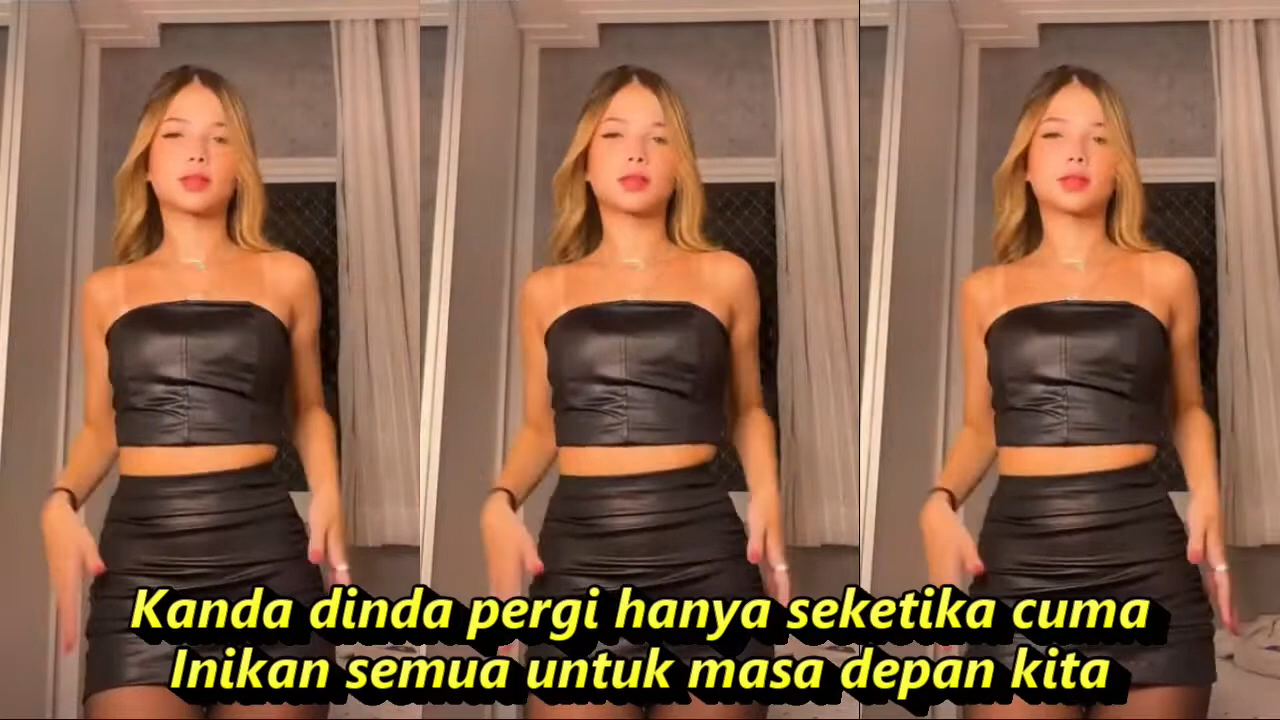 Kanda dinda pergi hanya seketika cuma
Inikan semua untuk masa depan kita